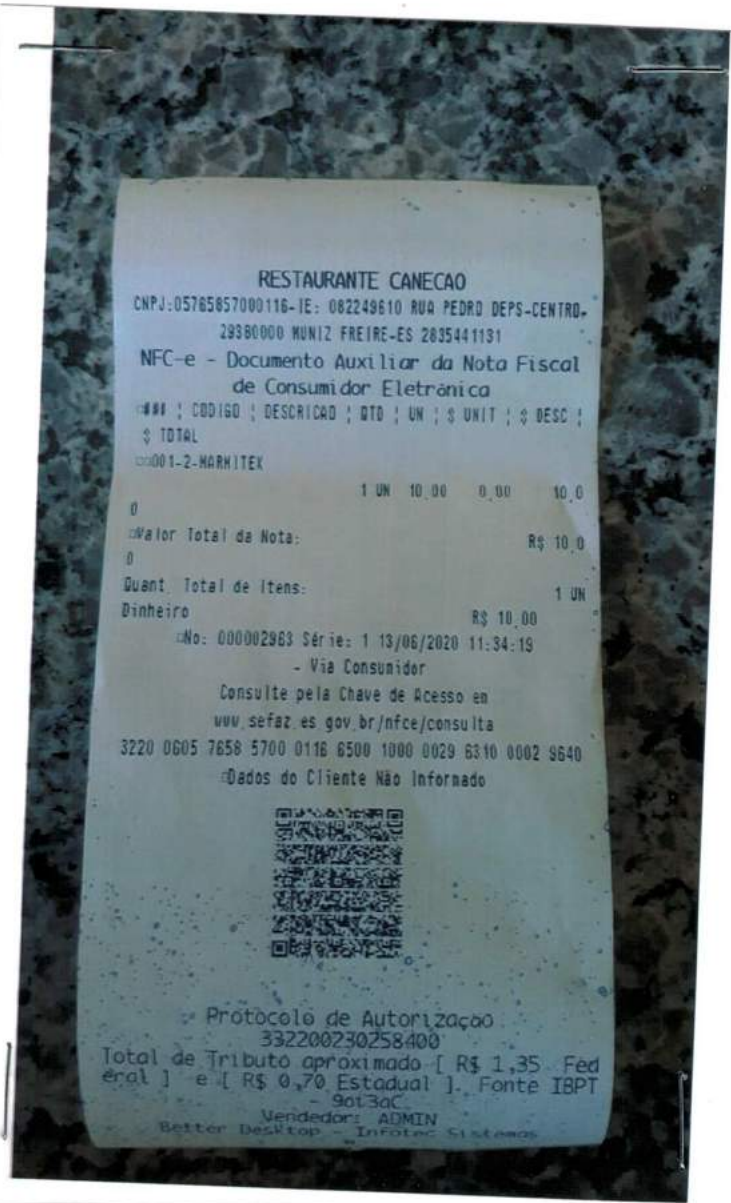 RESTAURANTE CANECAO
CNPJ:05765857000116-IE: 082249610 RUA PEDRO DEPS-CENTRO-
29380000 MUNIZ FREIRE-ES 2835441131
NFC-e - Documento Auxiliar da Nota Fiscal
de Consumidor Eletrônica
### ¦ CODIGO ¦ DESCRICAO ¦ QTD ¦ UN ¦ $ UNIT ¦ $ DESC ¦
$ TOTAL
001-2-MARMITEX
1 UN 10,00 0,00 10,0
0
Valor Total da Nota: R$ 10,0
0
Quant. Total de Itens: 1 UN
Dinheiro R$ 10,00
No: 000002963 Série: 1 13/06/2020 11:34:19
- Via Consumidor
Consulte pela Chave de Acesso em
www.sefaz.es.gov.br/nfce/consulta
3220 0605 7658 5700 0116 6500 1000 0029 6310 0002 9640
Dados do Cliente Não Informado
Protocolo de Autorização
332200230258400
Total de Tributo aproximado [ R$ 1,35 Fed
eral ] e [ R$ 0,70 Estadual ]. Fonte IBPT
- 9oi3aC
Vendedor: ADMIN
Better Desktop - Infotec Sistemas